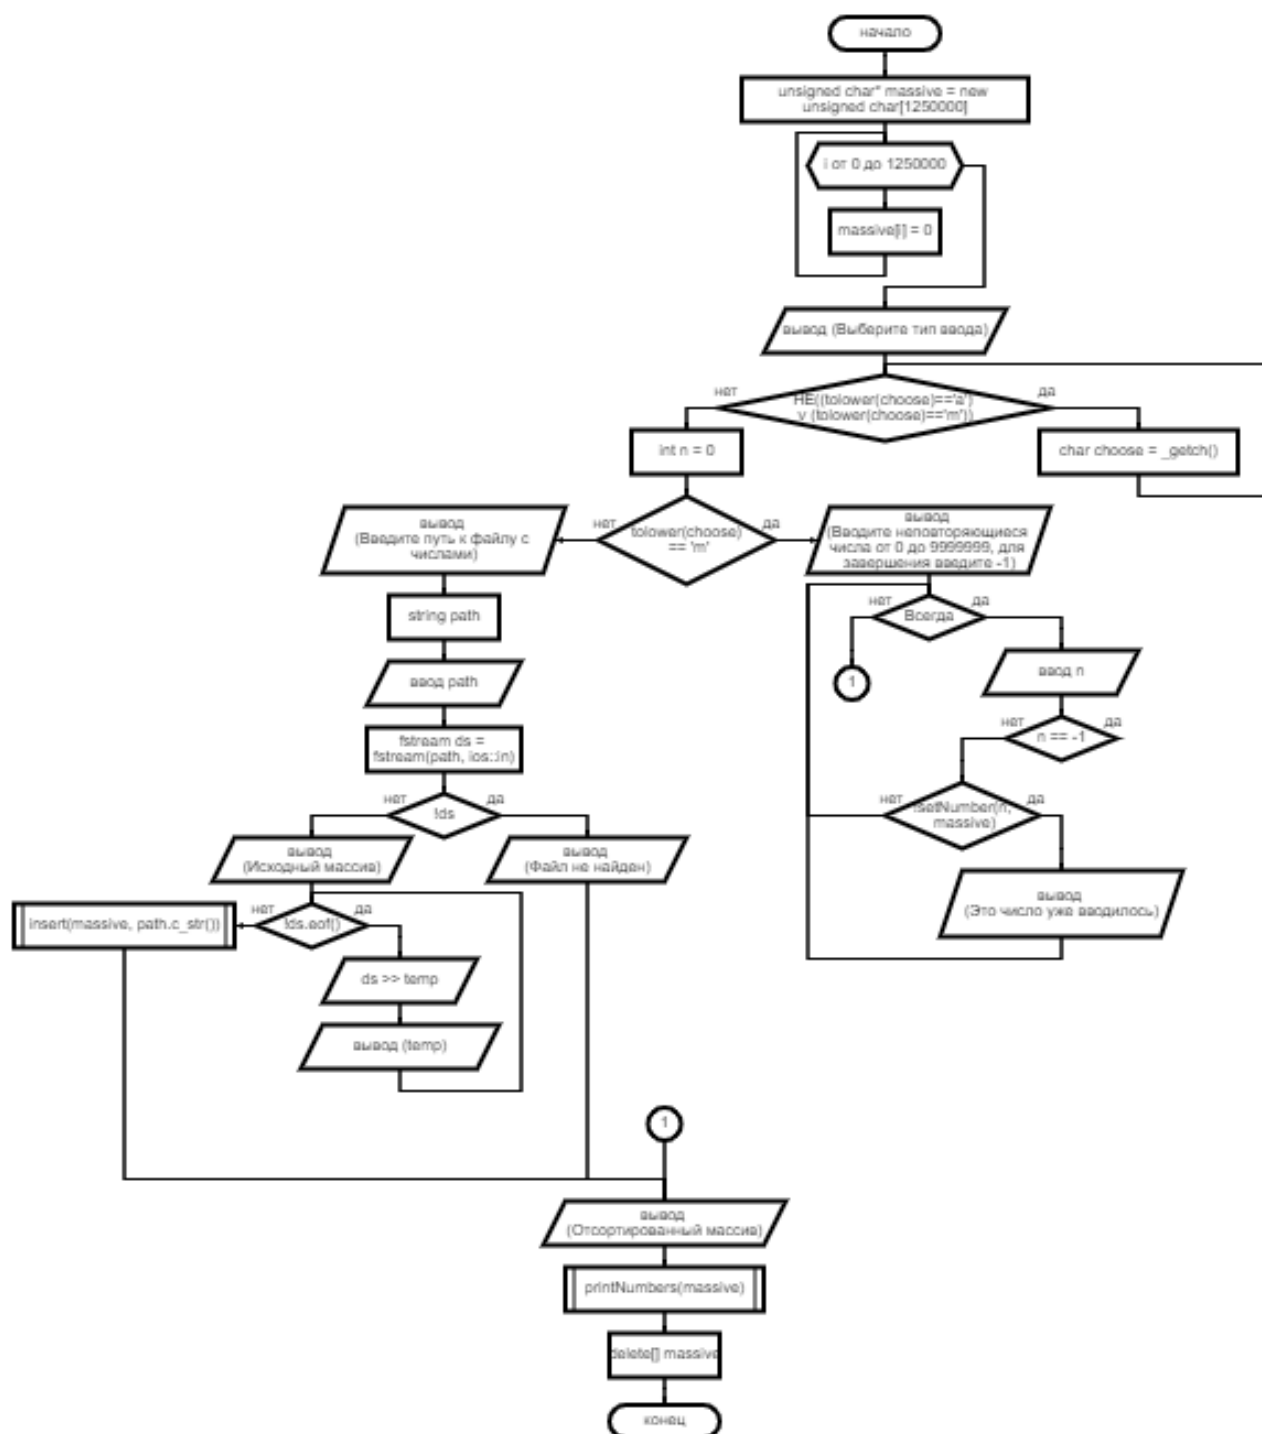 начало
unsigned char* massive = new
unsigned char[1250000]
i от 0 до 1250000
massive[i] = 0
вывод (Выберите тип ввода)
нет
да
НЕ((tolower(choose)=='a')
v (tolower(choose)=='m'))
int n = 0
char choose = _getch()
нет
tolower(choose)
== 'm'
да
вывод
(Введите путь к файлу с
числами)
вывод
(Вводите неповторяющиеся
числа от 0 до 9999999, для
завершения введите -1)
string path
нет
Всегда
да
ввод path
1
ввод n
fstream ds =
fstream(path, ios::in)
нет
n == -1
да
нет
!ds
да
нет
!setNumber(n,
massive)
да
вывод
(Исходный массив)
вывод
(Файл не найден)
вывод
(Это число уже вводилось)
insert(massive, path.c_str())
нет
!ds.eof()
да
ds >> temp
вывод (temp)
1
вывод
(Отсортированный массив)
printNumbers(massive)
delete[] massive
конец